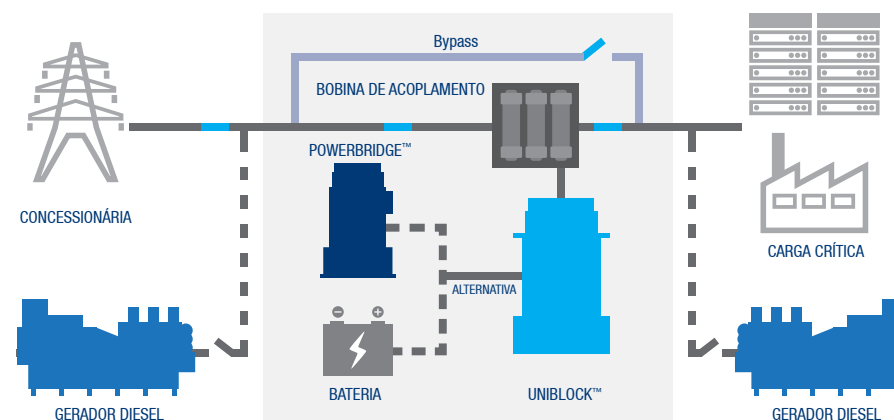 Bypass
BOBINA DE ACOPLAMENTO
POWERBRIDGE™
CONCESSIONÁRIA
CARGA CRÍTICA
ALTERNATIVA
BATERIA
UNIBLOCK™
GERADOR DIESEL
GERADOR DIESEL